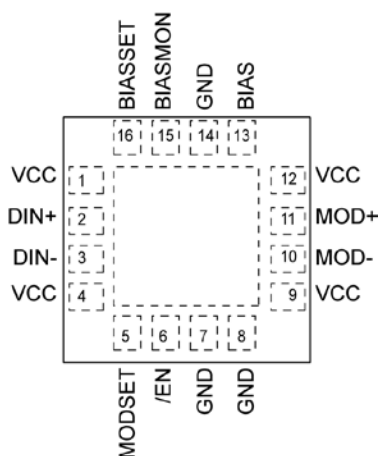 BIASSET
BIASMON
GND
BIAS
16 15 14 13
VCC 1 12 VCC
DIN+ 2 11 MOD+
DIN- 3 10 MOD-
VCC 4 9 VCC
5 6 7 8
MODSET
/EN
GND
GND